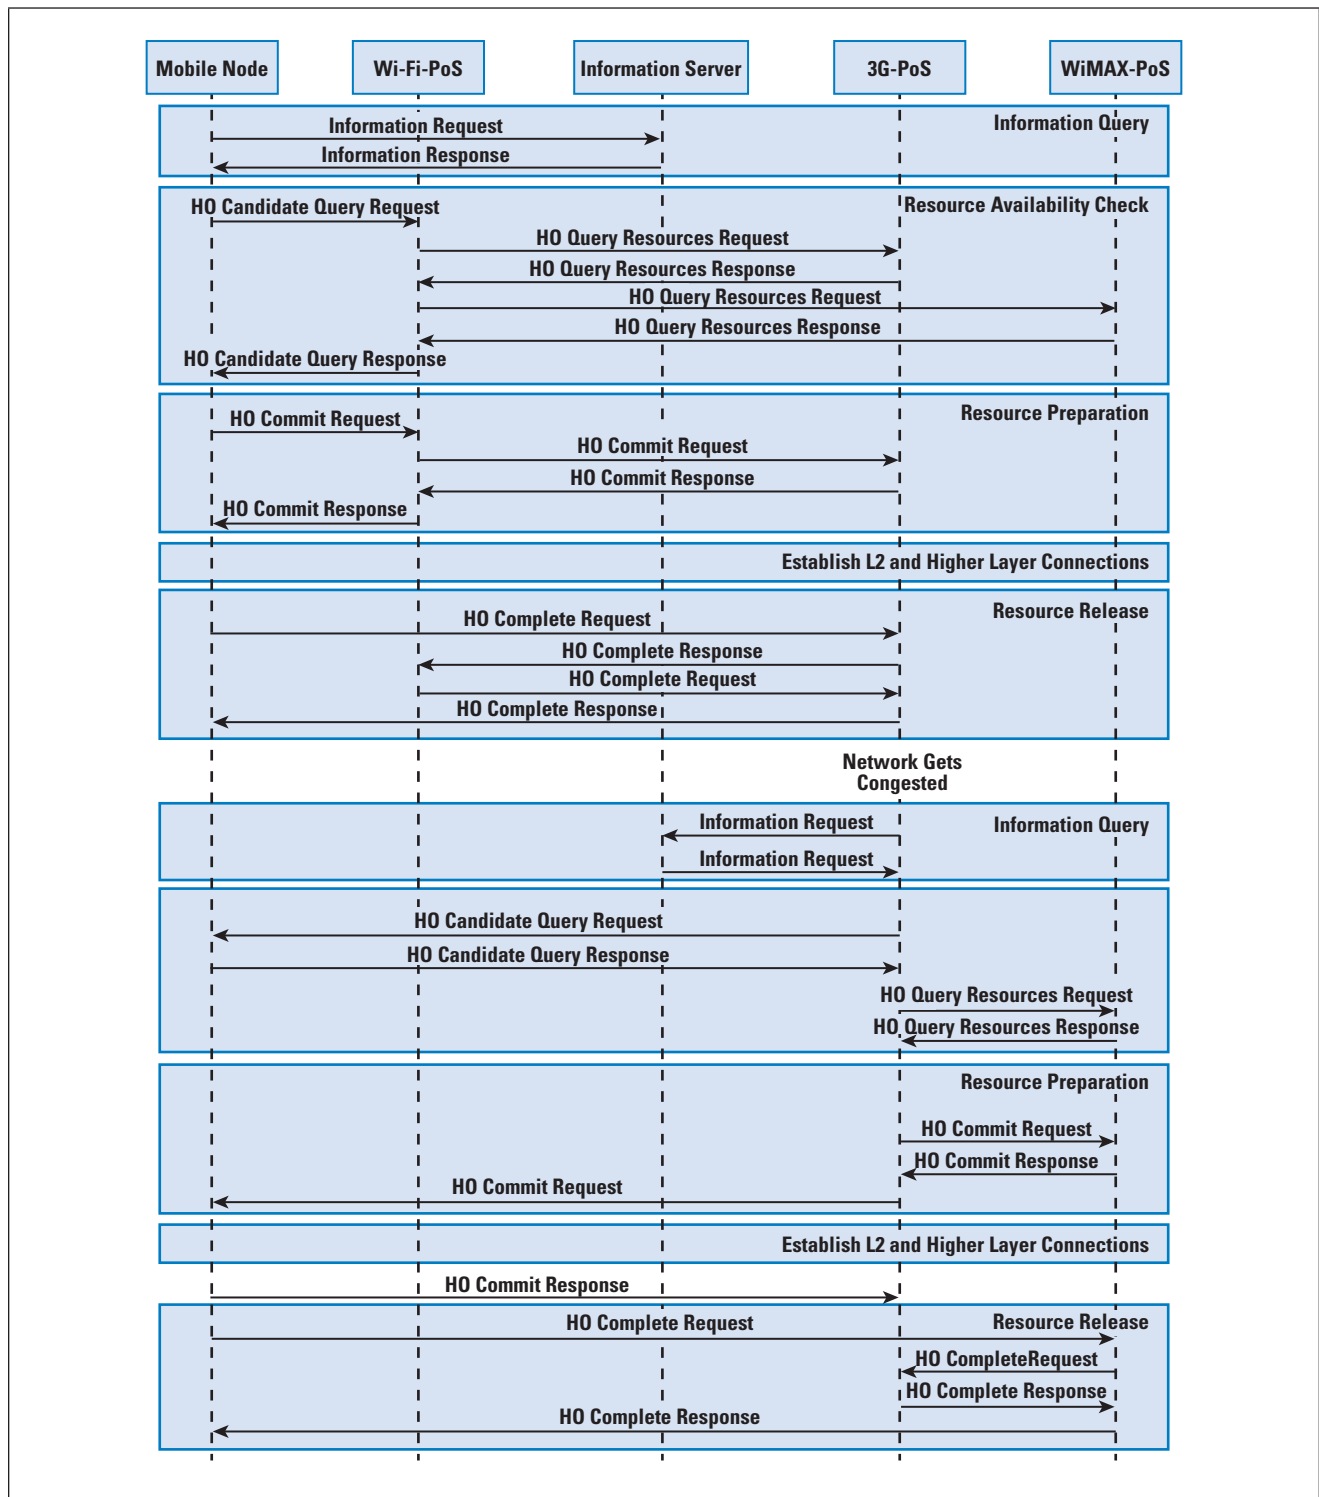 Mobile Node
Wi-Fi-PoS
Information Server
3G-PoS
WiMAX-PoS
Information Query
Information Request
Information Response
Resource Availability Check
HO Candidate Query Request
HO Query Resources Request
HO Query Resources Response
HO Query Resources Request
HO Query Resources Response
HO Candidate Query Response
Resource Preparation
HO Commit Request
HO Commit Request
HO Commit Response
HO Commit Response
Establish L2 and Higher Layer Connections
Resource Release
HO Complete Request
HO Complete Response
HO Complete Request
HO Complete Response
Network Gets
Congested
Information Query
Information Request
Information Request
HO Candidate Query Request
HO Candidate Query Response
HO Query Resources Request
HO Query Resources Response
Resource Preparation
HO Commit Request
HO Commit Response
HO Commit Request
Establish L2 and Higher Layer Connections
HO Commit Response
Resource Release
HO Complete Request
HO CompleteRequest
HO Complete Response
HO Complete Response